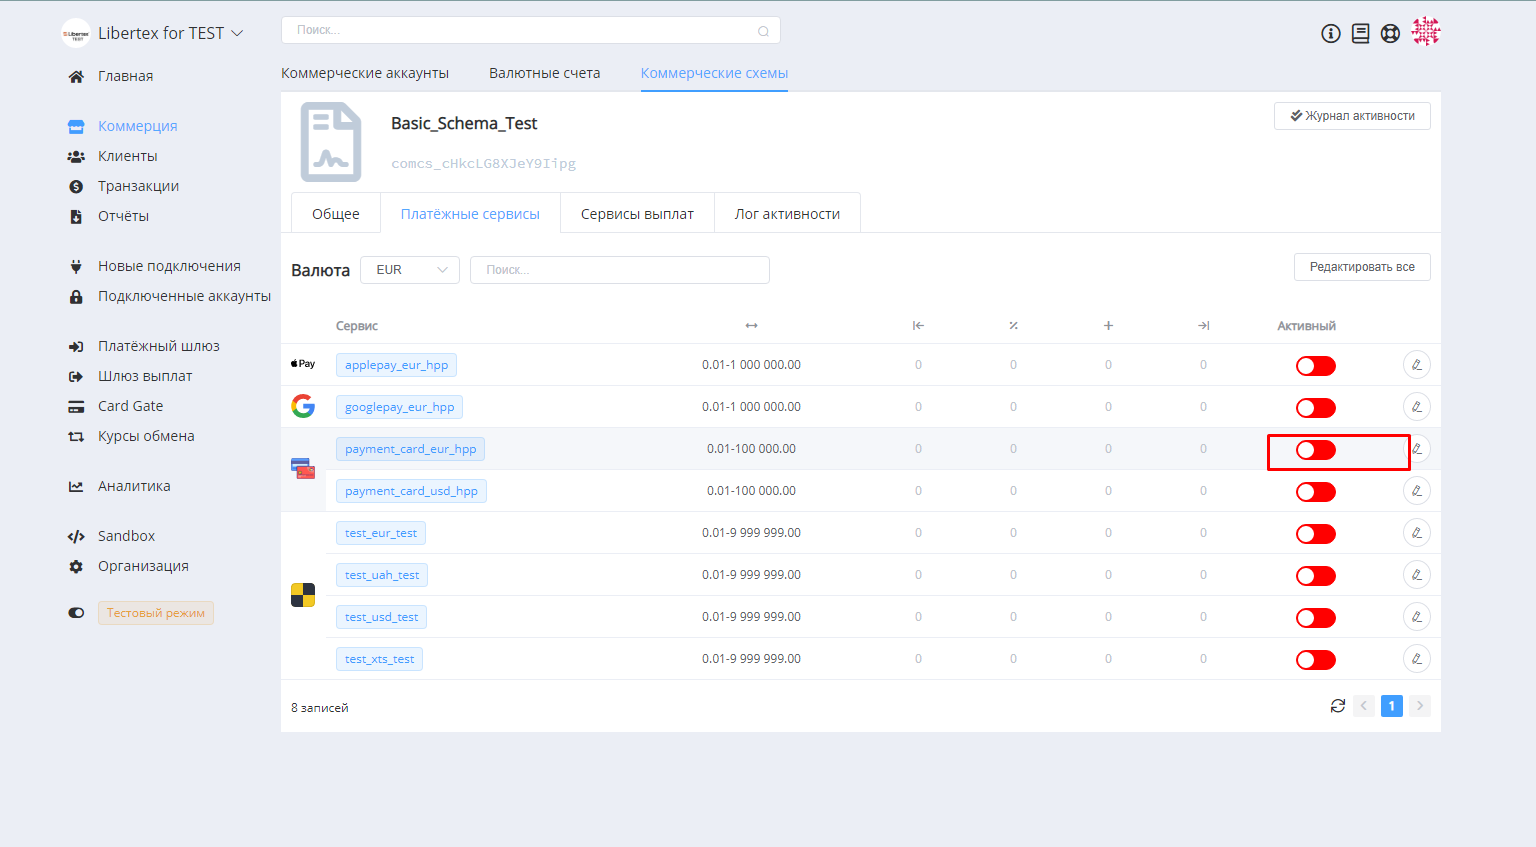 Libertex for TEST
Поиск...
Главная
Коммерция
Клиенты
Транзакции
Отчёты
Новые подключения
Подключенные аккаунты
Платёжный шлюз
Шлюз выплат
Card Gate
Курсы обмена
Аналитика
Sandbox
Организация
Тестовый режим
Коммерческие аккаунты Валютные счета Коммерческие схемы
Basic_Schema_Test
Журнал активности
comcs_cHkcLG8XJeY9Iipg
Общее Платёжные сервисы Сервисы выплат Лог активности
Валюта EUR Поиск... Редактировать все
Сервис Активный
Pay applepay_eur_hpp 0.01-1 000 000.00 0 0 0 0
googlepay_eur_hpp 0.01-1 000 000.00 0 0 0 0
payment_card_eur_hpp 0.01-100 000.00 0 0 0 0
payment_card_usd_hpp 0.01-100 000.00 0 0 0 0
test_eur_test 0.01-9 999 999.00 0 0 0 0
test_uah_test 0.01-9 999 999.00 0 0 0 0
test_usd_test 0.01-9 999 999.00 0 0 0 0
test_xts_test 0.01-9 999 999.00 0 0 0 0
8 записей 1